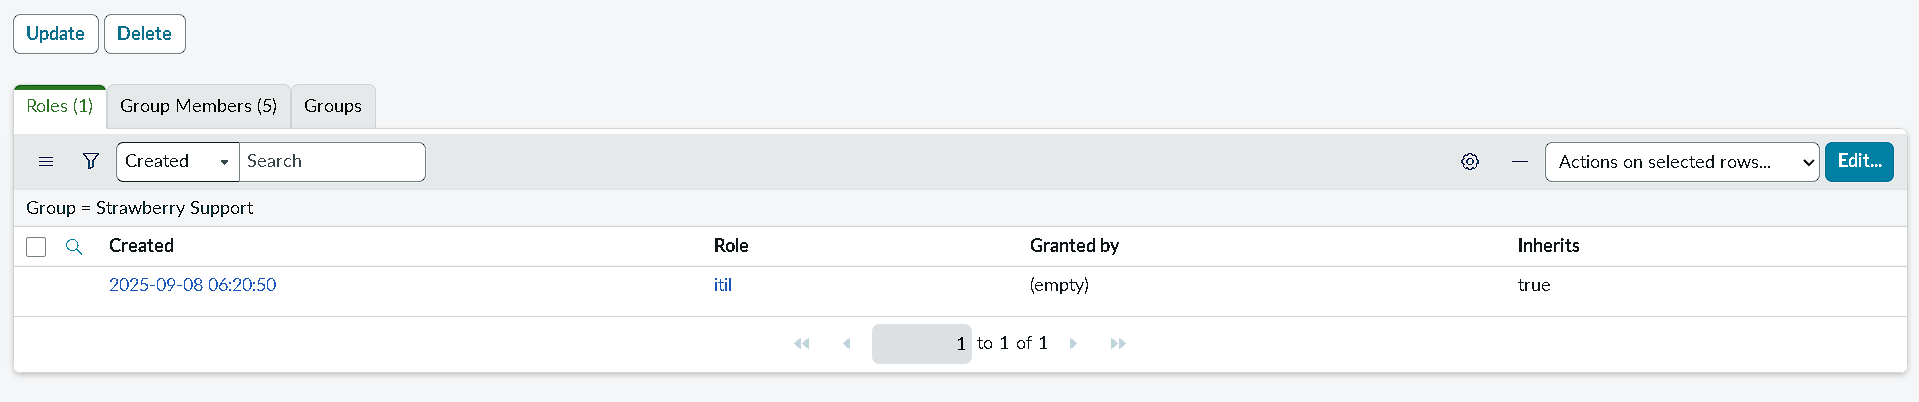 Update Delete
Roles (1) Group Members (5) Groups
Created Search Actions on selected rows... Edit...
Group = Strawberry Support
Created Role Granted by Inherits
2025-09-08 06:20:50 itil (empty) true
1 to 1 of 1